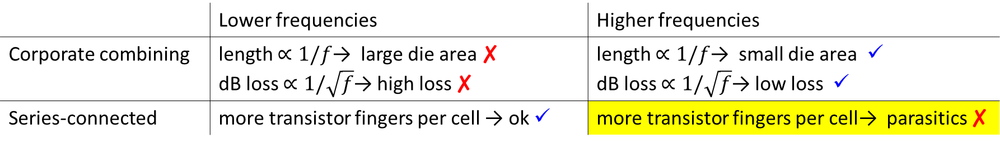 Lower frequencies Higher frequencies
Corporate combining length ∝ 1/f→ large die area ✗ length ∝ 1/f→ small die area ✓
dB loss ∝ 1/√f→ high loss ✗ dB loss ∝ 1/√f→ low loss ✓
Series-connected more transistor fingers per cell → ok ✓ more transistor fingers per cell→ parasitics ✗